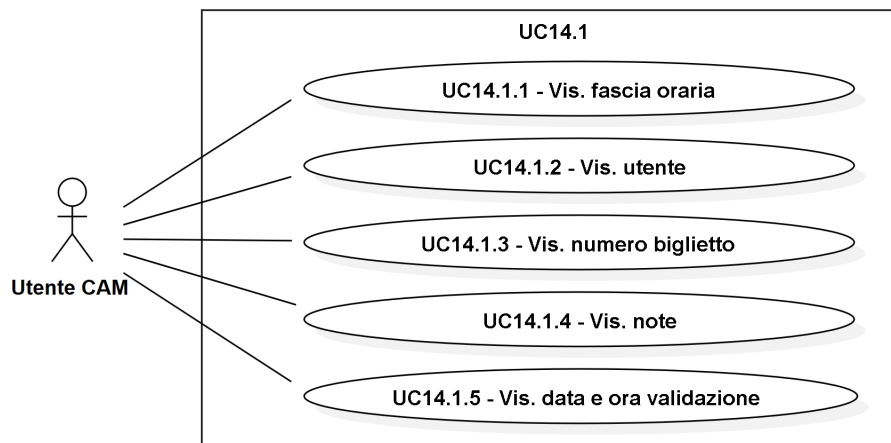 UC14.1
UC14.1.1 - Vis. fascia oraria
UC14.1.2 - Vis. utente
UC14.1.3 - Vis. numero biglietto
Utente CAM
UC14.1.4 - Vis. note
UC14.1.5 - Vis. data e ora validazione